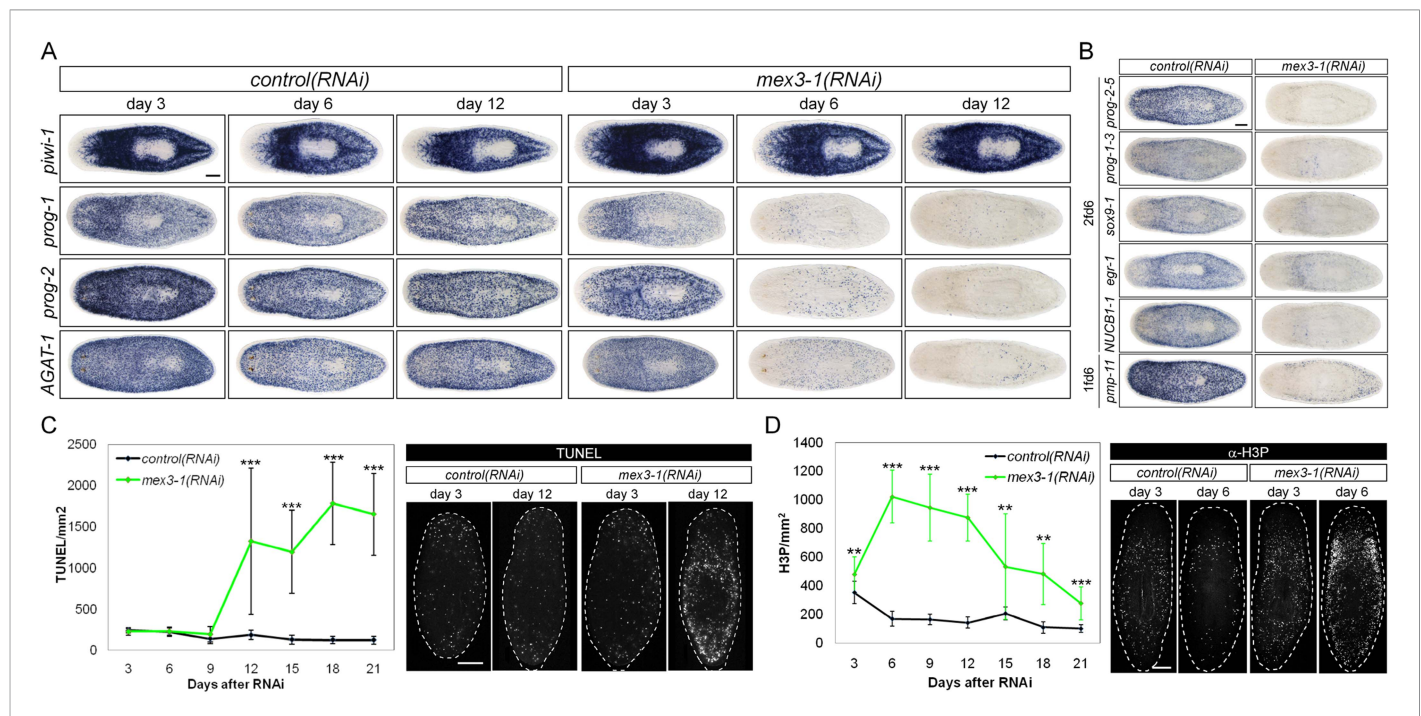 A
control(RNAi) mex3-1(RNAi)
day 3 day 6 day 12 day 3 day 6 day 12
piwi-1
prog-1
prog-2
AGAT-1
B
control(RNAi) mex3-1(RNAi)
2fd6
prog-2-5
prog-1-3
sox9-1
egr-1
NUCB1-1
1fd6
pmp-11
C
TUNEL/mm2
2500
2000
1500
1000
500
0
control(RNAi)
mex3-1(RNAi)
*** *** *** ***
3 6 9 12 15 18 21
Days after RNAi
TUNEL
control(RNAi) mex3-1(RNAi)
day 3 day 12 day 3 day 12
D
H3P/mm²
1400
1200
1000
800
600
400
200
0
control(RNAi)
mex3-1(RNAi)
** *** *** *** ** ** ***
3 6 9 12 15 18 21
Days after RNAi
α-H3P
control(RNAi) mex3-1(RNAi)
day 3 day 6 day 3 day 6